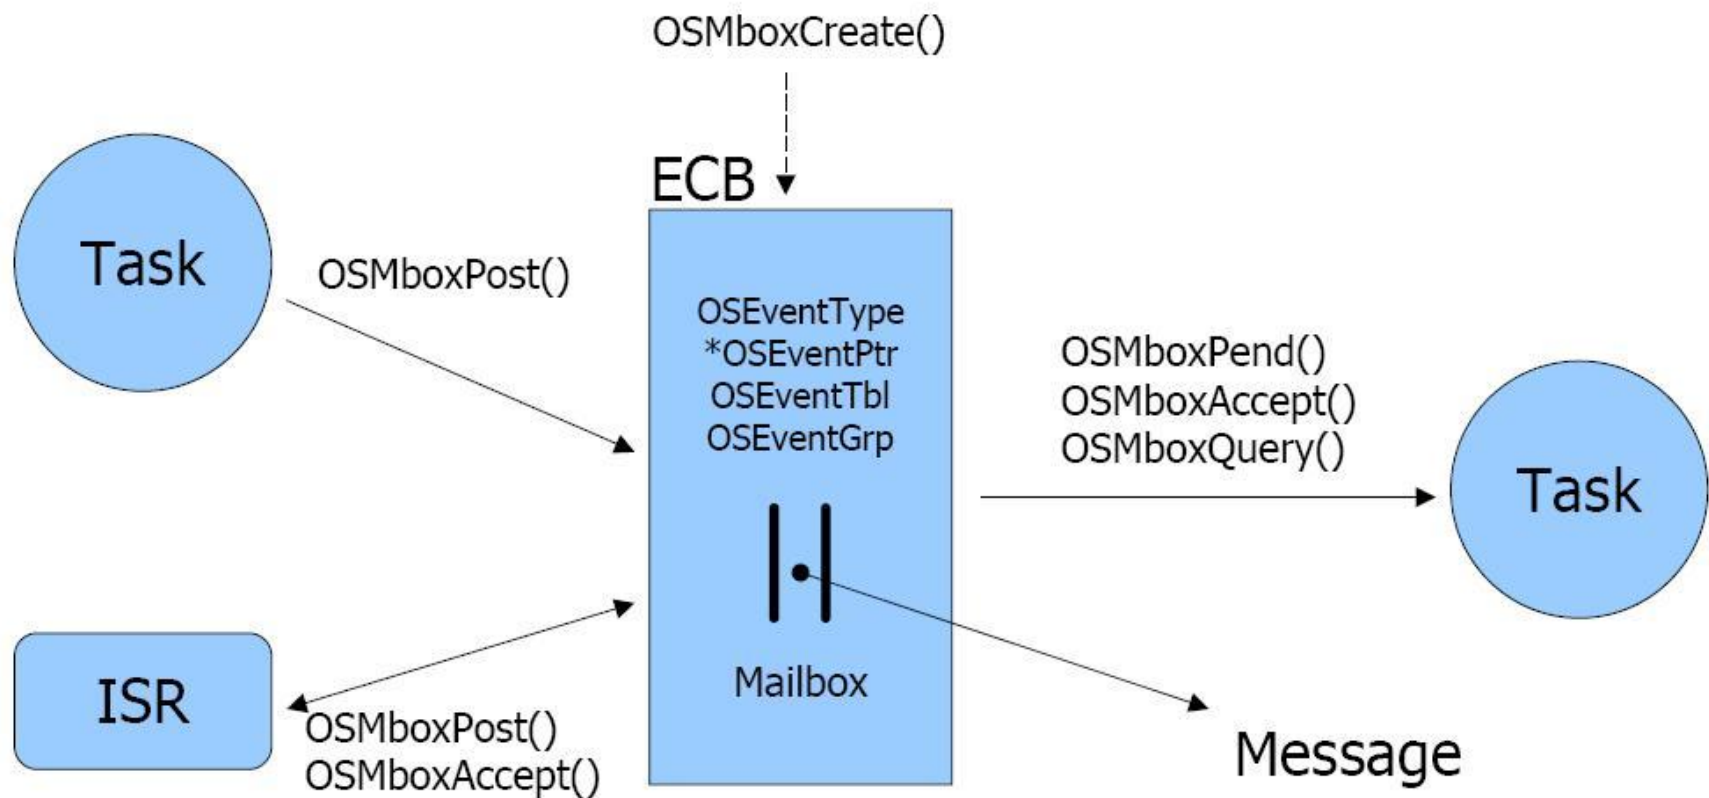 OSMboxCreate()
ECB
Task
OSMboxPost()
OSEventType
*OSEventPtr
OSEventTbl
OSEventGrp
OSMboxPend()
OSMboxAccept()
OSMboxQuery()
Task
Mailbox
ISR
OSMboxPost()
OSMboxAccept()
Message